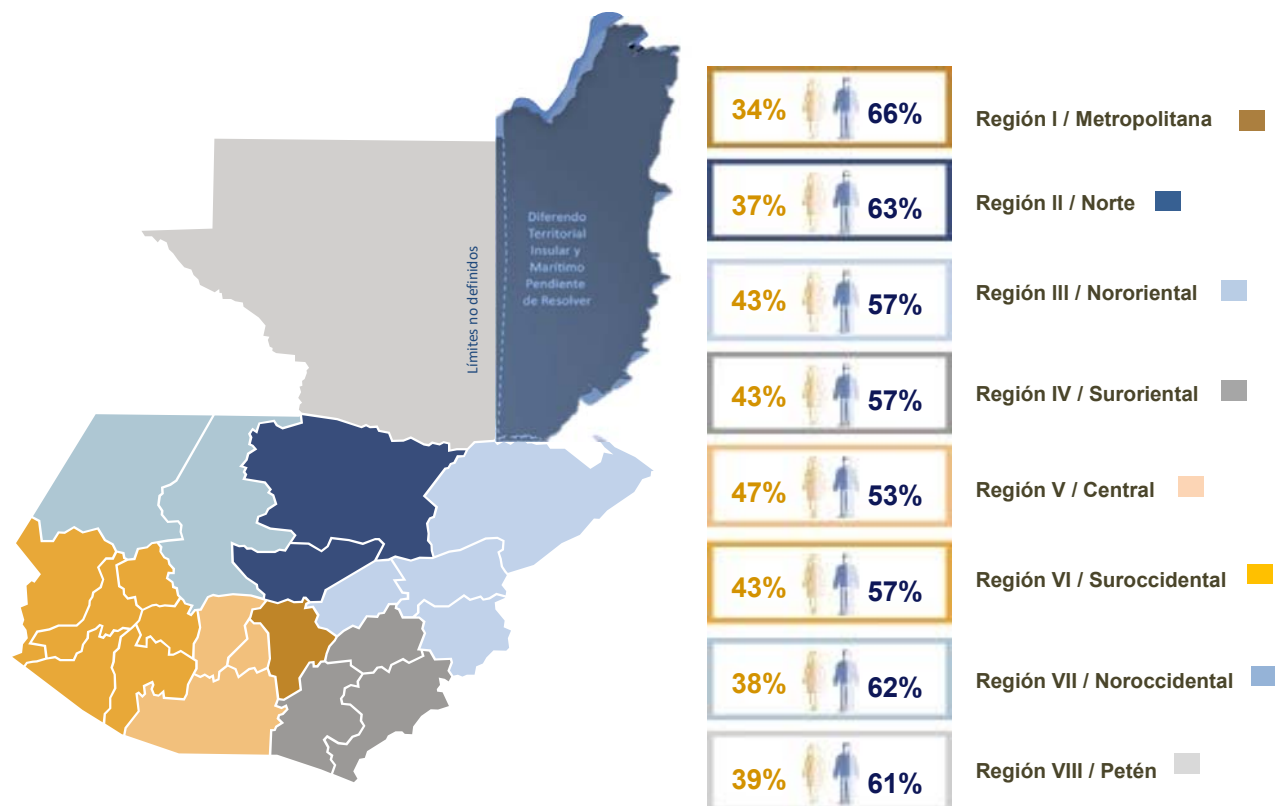 Límites no definidos
Diferendo
Territorial
Insular y
Marítimo
Pendiente
de Resolver
34% 66% Región I / Metropolitana
37% 63% Región II / Norte
43% 57% Región III / Nororiental
43% 57% Región IV / Suroriental
47% 53% Región V / Central
43% 57% Región VI / Suroccidental
38% 62% Región VII / Noroccidental
39% 61% Región VIII / Petén